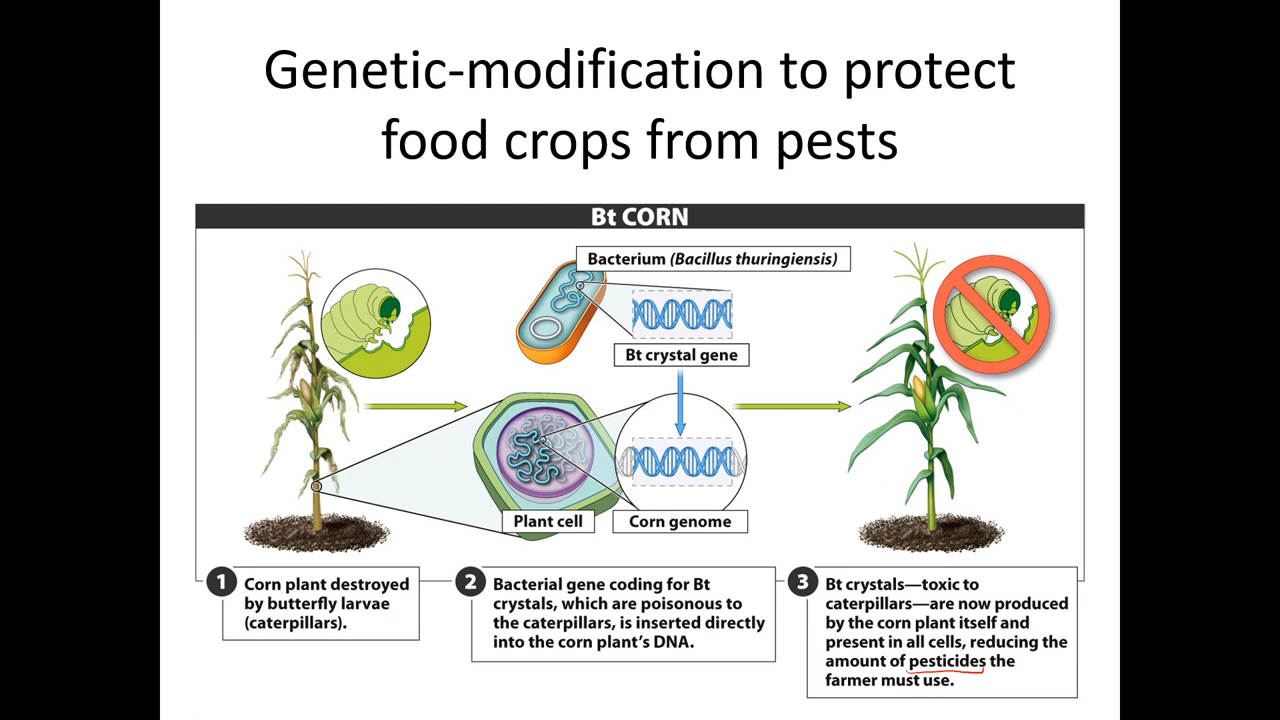 Genetic-modification to protect
food crops from pests
Bt CORN
Bacterium (Bacillus thuringiensis)
Bt crystal gene
Plant cell
Corn genome
1
Corn plant destroyed
by butterfly larvae
(caterpillars).
2
Bacterial gene coding for Bt
crystals, which are poisonous to
the caterpillars, is inserted directly
into the corn plant’s DNA.
3
Bt crystals—toxic to
caterpillars—are now produced
by the corn plant itself and
present in all cells, reducing the
amount of pesticides the
farmer must use.